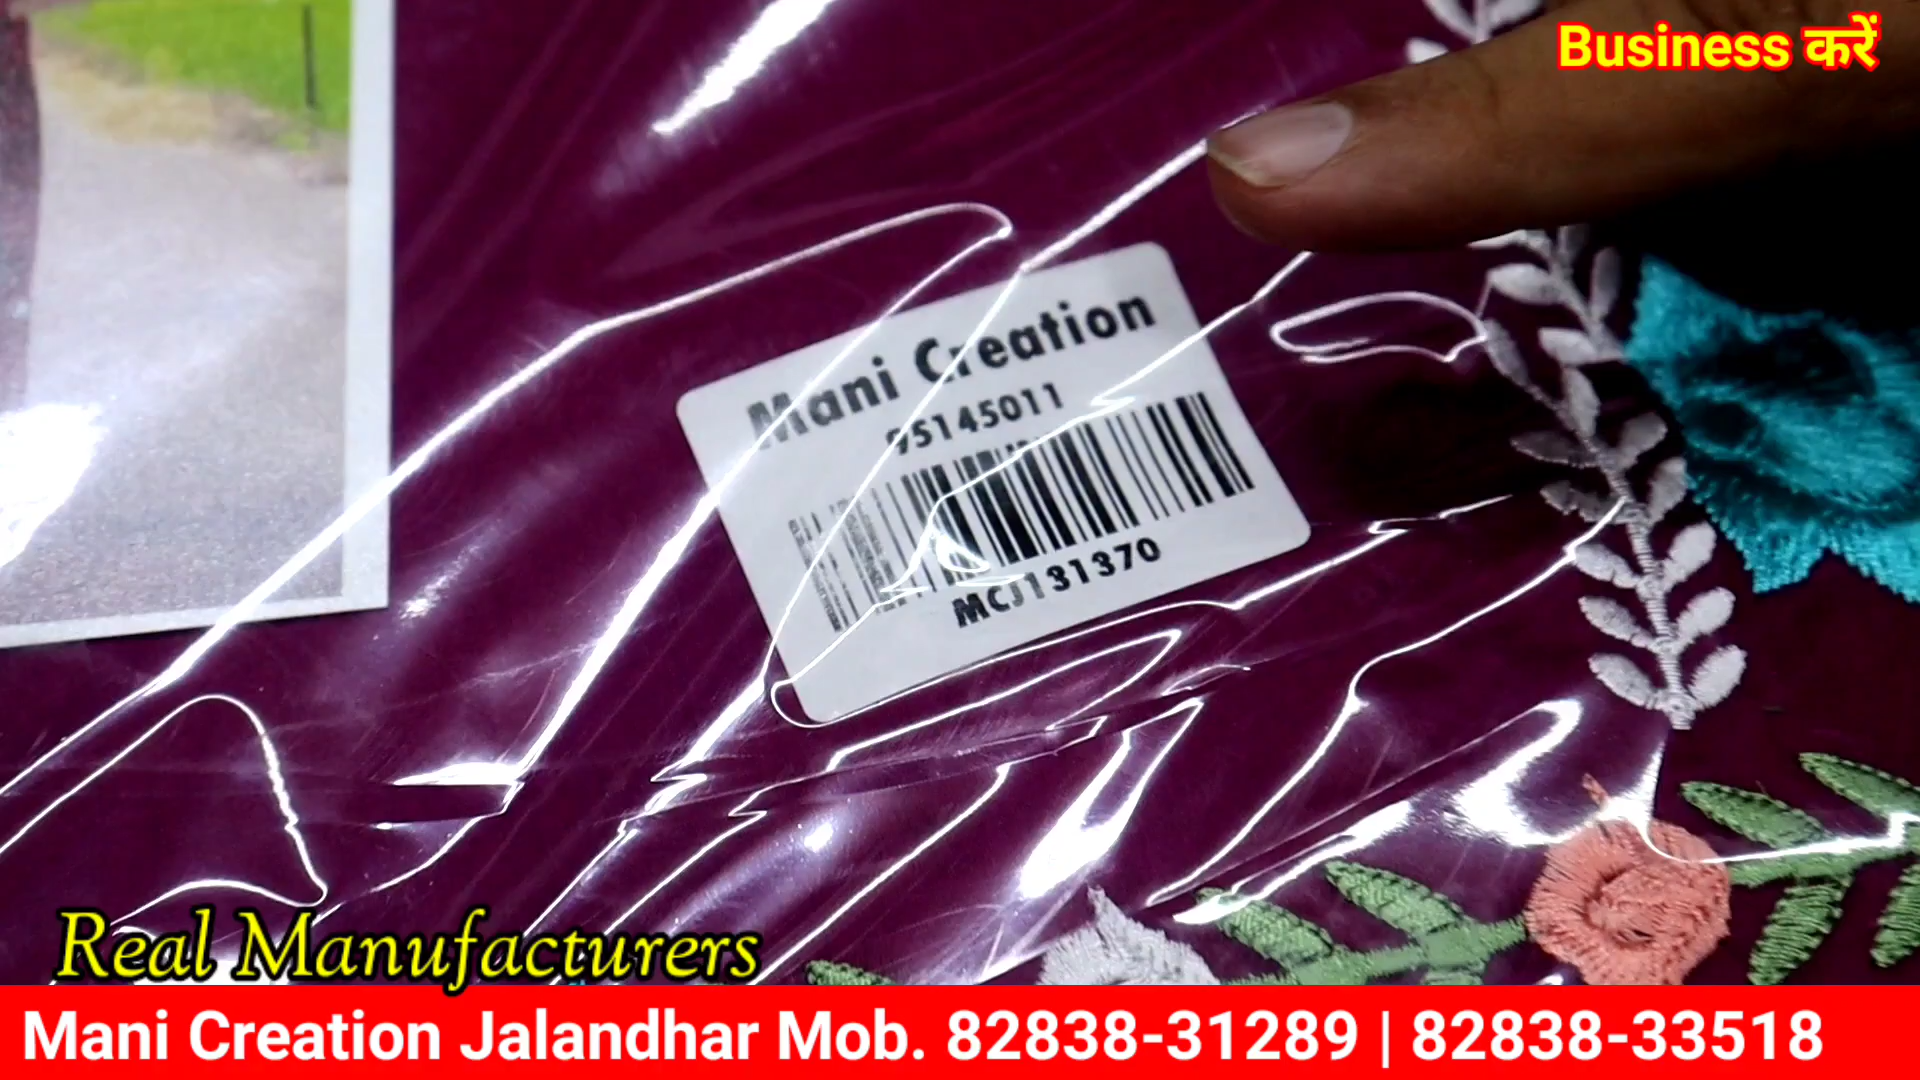 Business करें
Mani Creation
95145011
MCJ131370
Real Manufacturers
Mani Creation Jalandhar Mob. 82838-31289 | 82838-33518